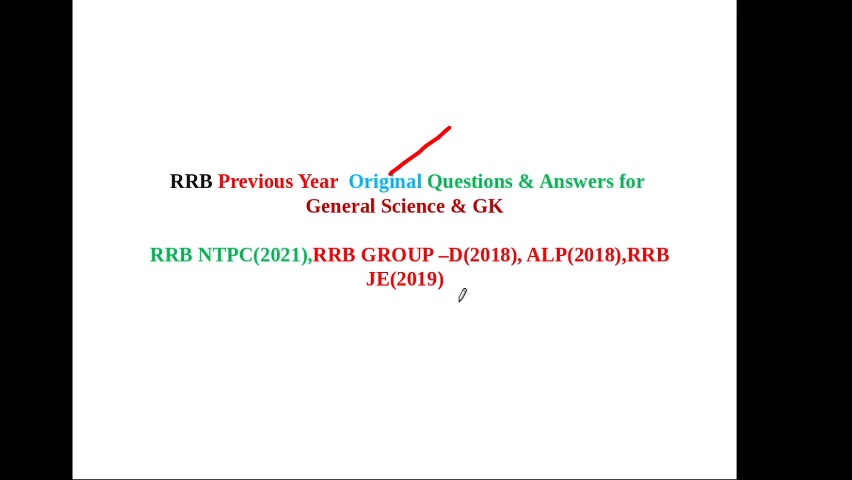 RRB Previous Year Original Questions & Answers for
General Science & GK
RRB NTPC(2021),RRB GROUP –D(2018), ALP(2018),RRB
JE(2019)